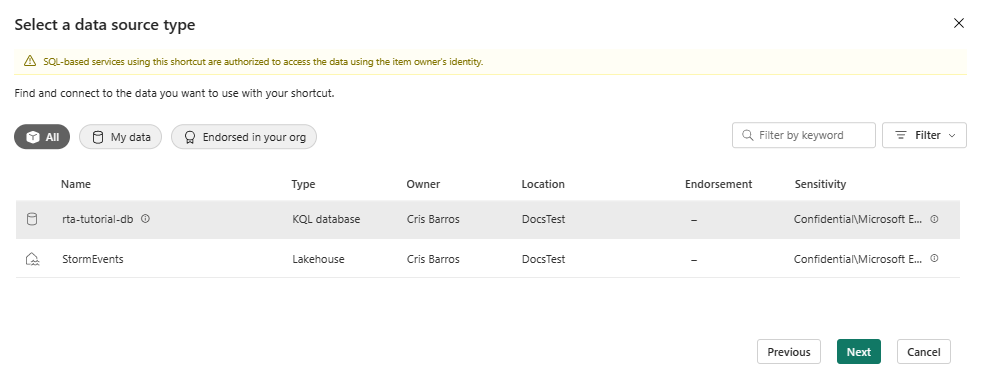 Select a data source type
SQL-based services using this shortcut are authorized to access the data using the item owner's identity.
Find and connect to the data you want to use with your shortcut.
All My data Endorsed in your org Filter by keyword Filter
Name Type Owner Location Endorsement Sensitivity
rta-tutorial-db KQL database Cris Barros DocsTest – Confidential\Microsoft E...
StormEvents Lakehouse Cris Barros DocsTest – Confidential\Microsoft E...
Previous Next Cancel